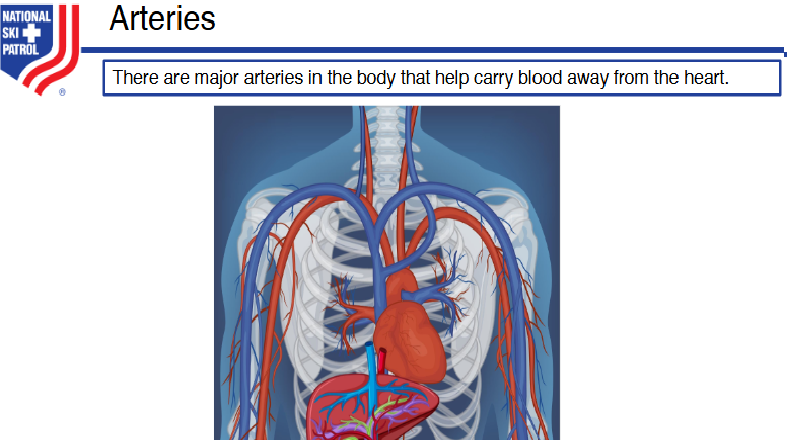 NATIONAL
SKI
PATROL
®
Arteries
There are major arteries in the body that help carry blood away from the heart.